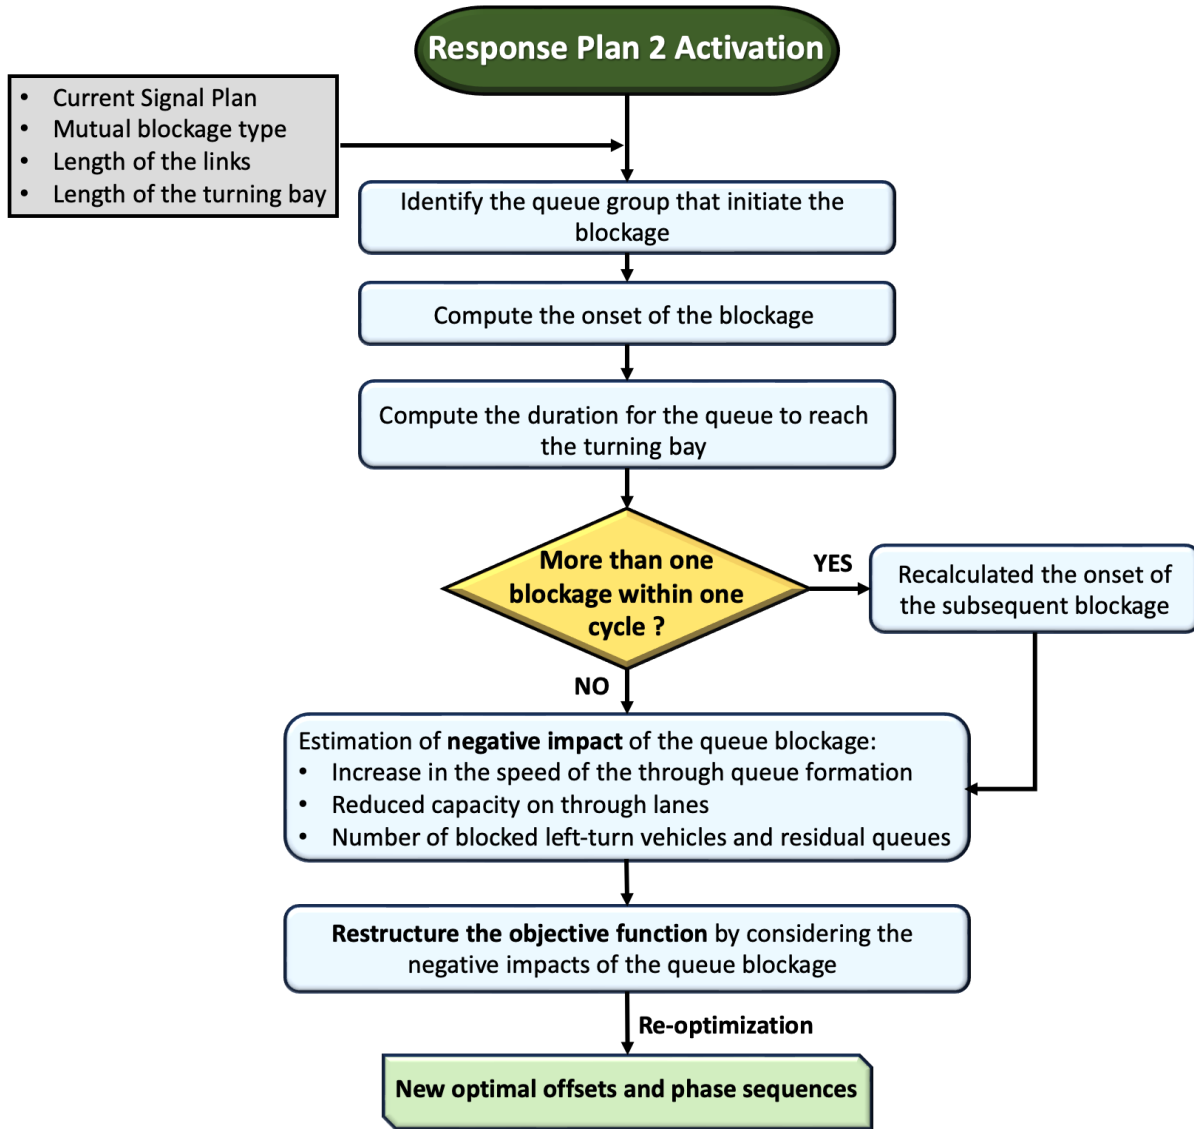 Response Plan 2 Activation
• Current Signal Plan
• Mutual blockage type
• Length of the links
• Length of the turning bay
Identify the queue group that initiate the
blockage
Compute the onset of the blockage
Compute the duration for the queue to reach
the turning bay
More than one
blockage within one
cycle ?
YES
Recalculated the onset of
the subsequent blockage
NO
Estimation of negative impact of the queue blockage:
• Increase in the speed of the through queue formation
• Reduced capacity on through lanes
• Number of blocked left-turn vehicles and residual queues
Restructure the objective function by considering the
negative impacts of the queue blockage
Re-optimization
New optimal offsets and phase sequences